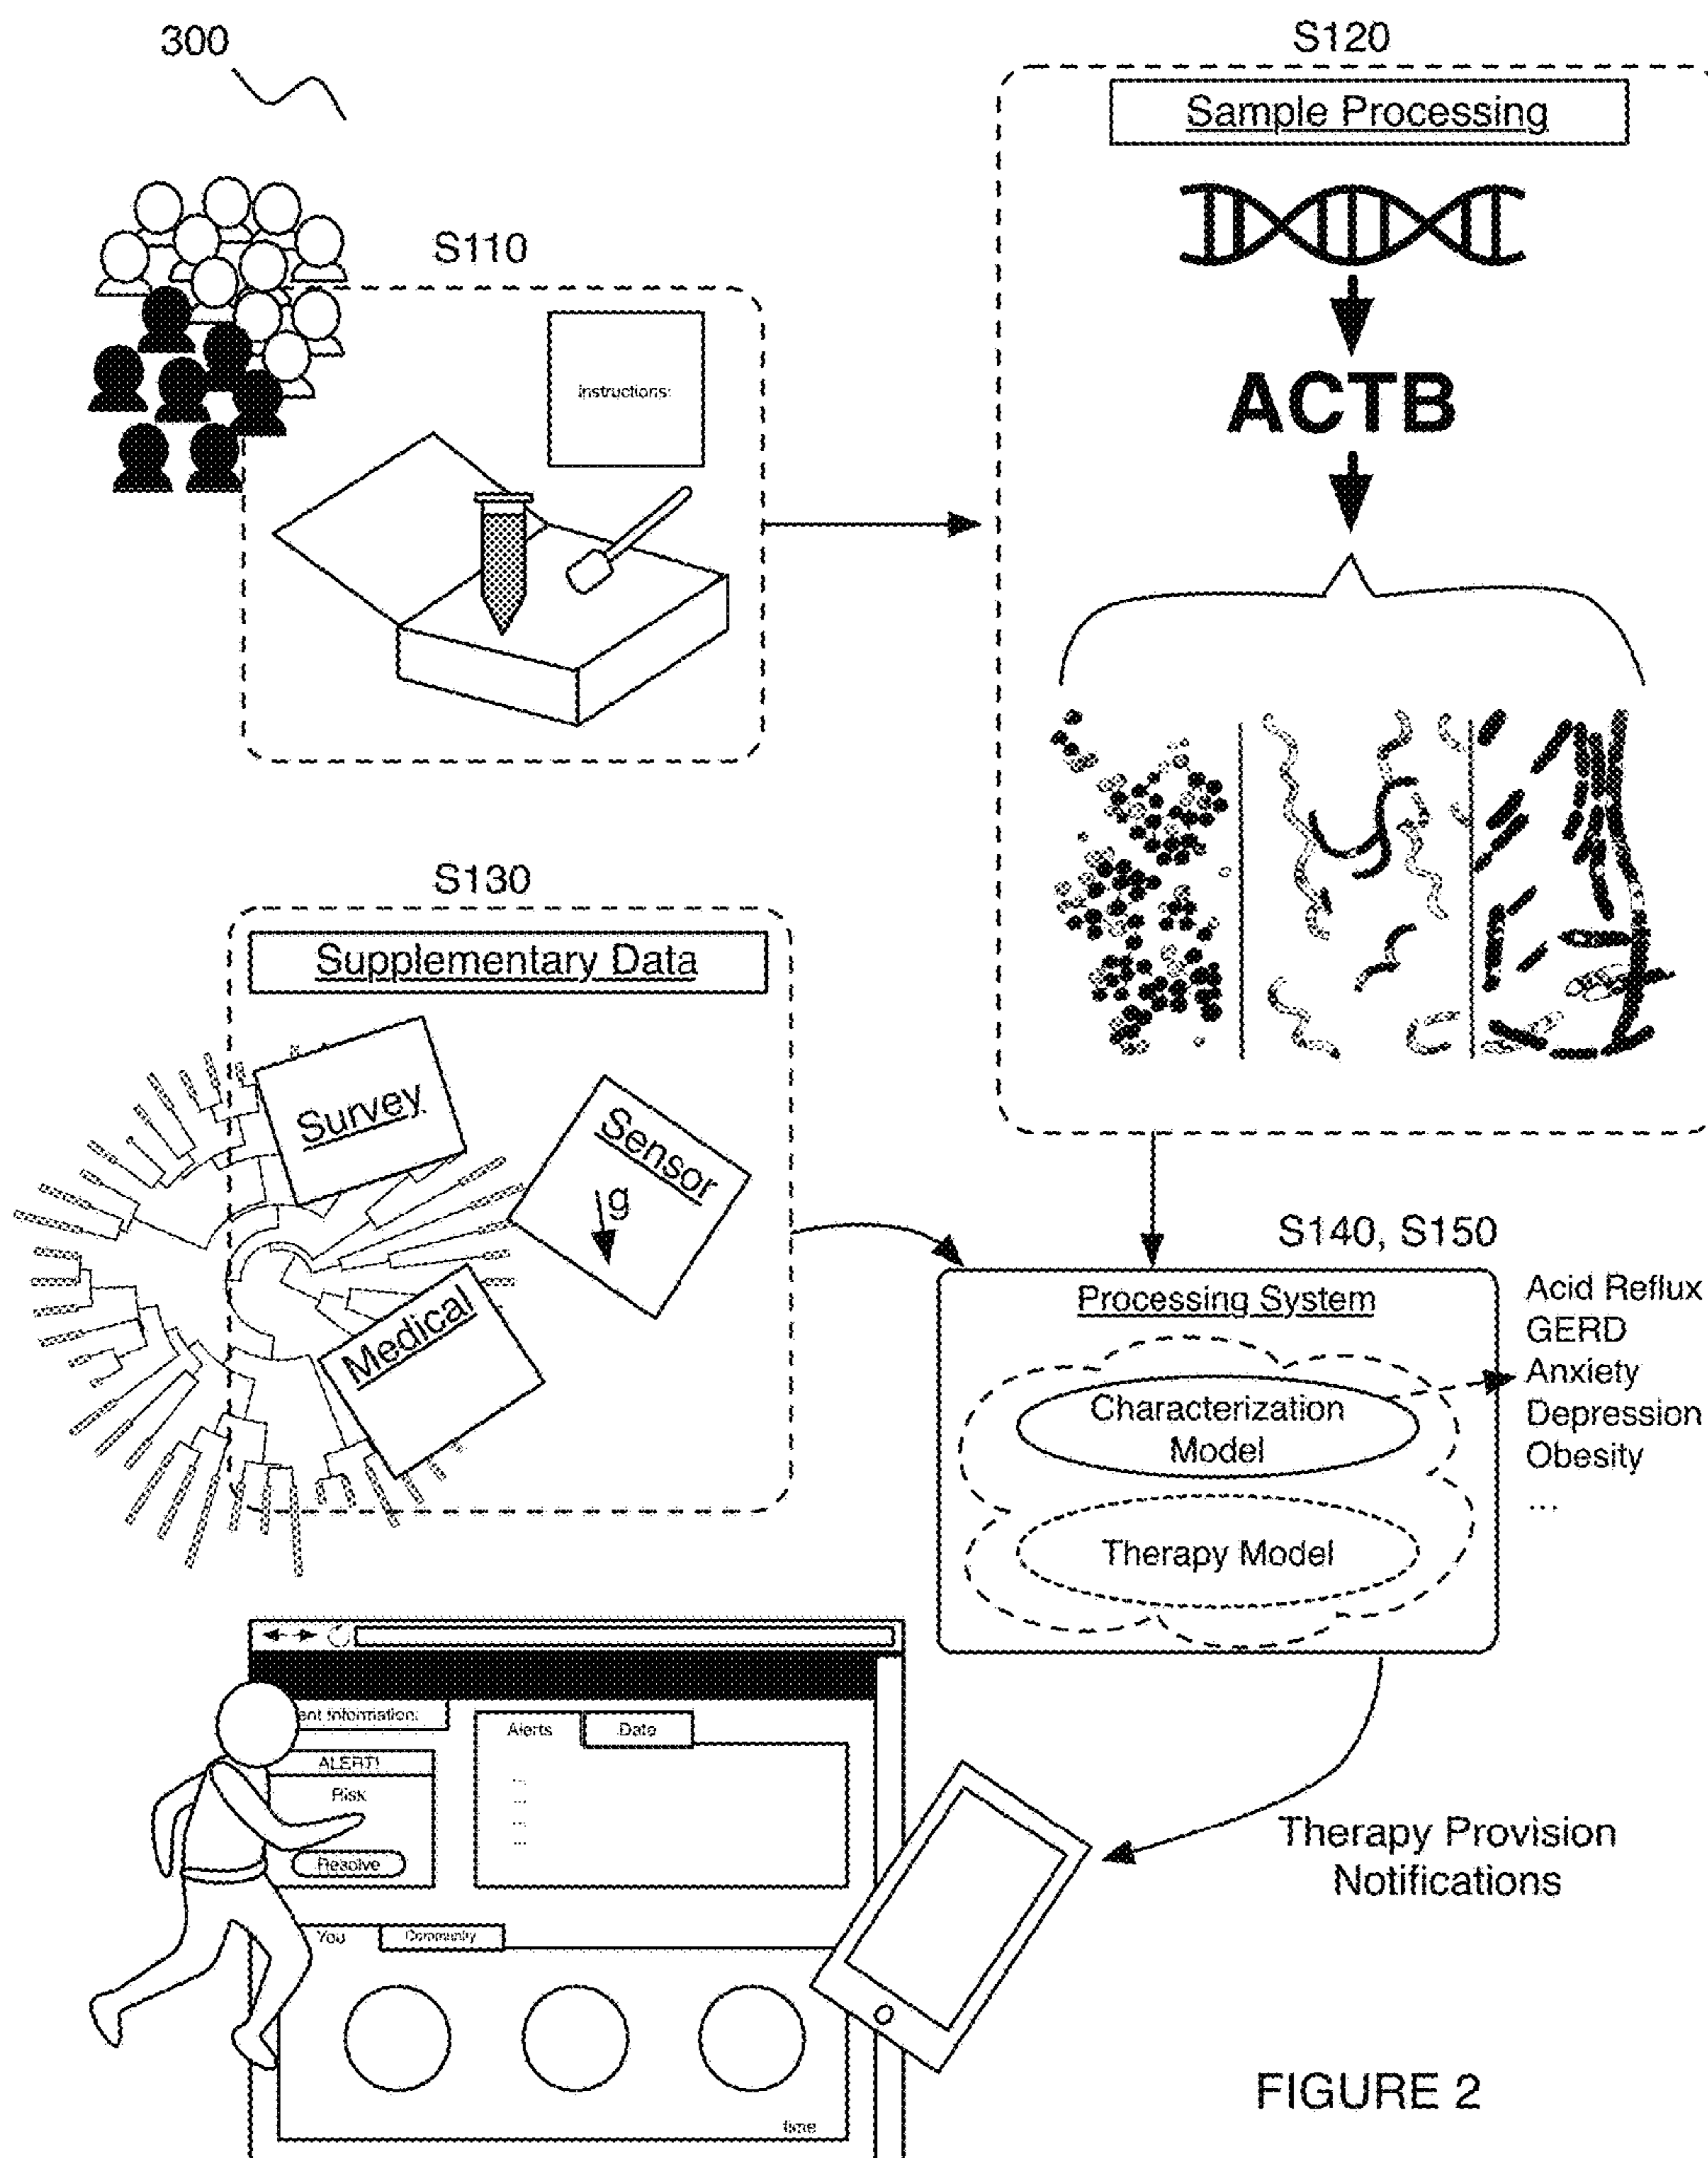 300
S120
Sample Processing
S110
Instructions:
ACTB
S130
Supplementary Data
Survey
Sensor
g
Medical
S140, S150
Processing System
Characterization
Model
Therapy Model
Acid Reflux
GERD
Anxiety
Depression
Obesity
...
ent Information:
ALERT!
Risk
Resolve
Alerts
Date
...
...
...
...
You
Community
time
Therapy Provision
Notifications
FIGURE 2